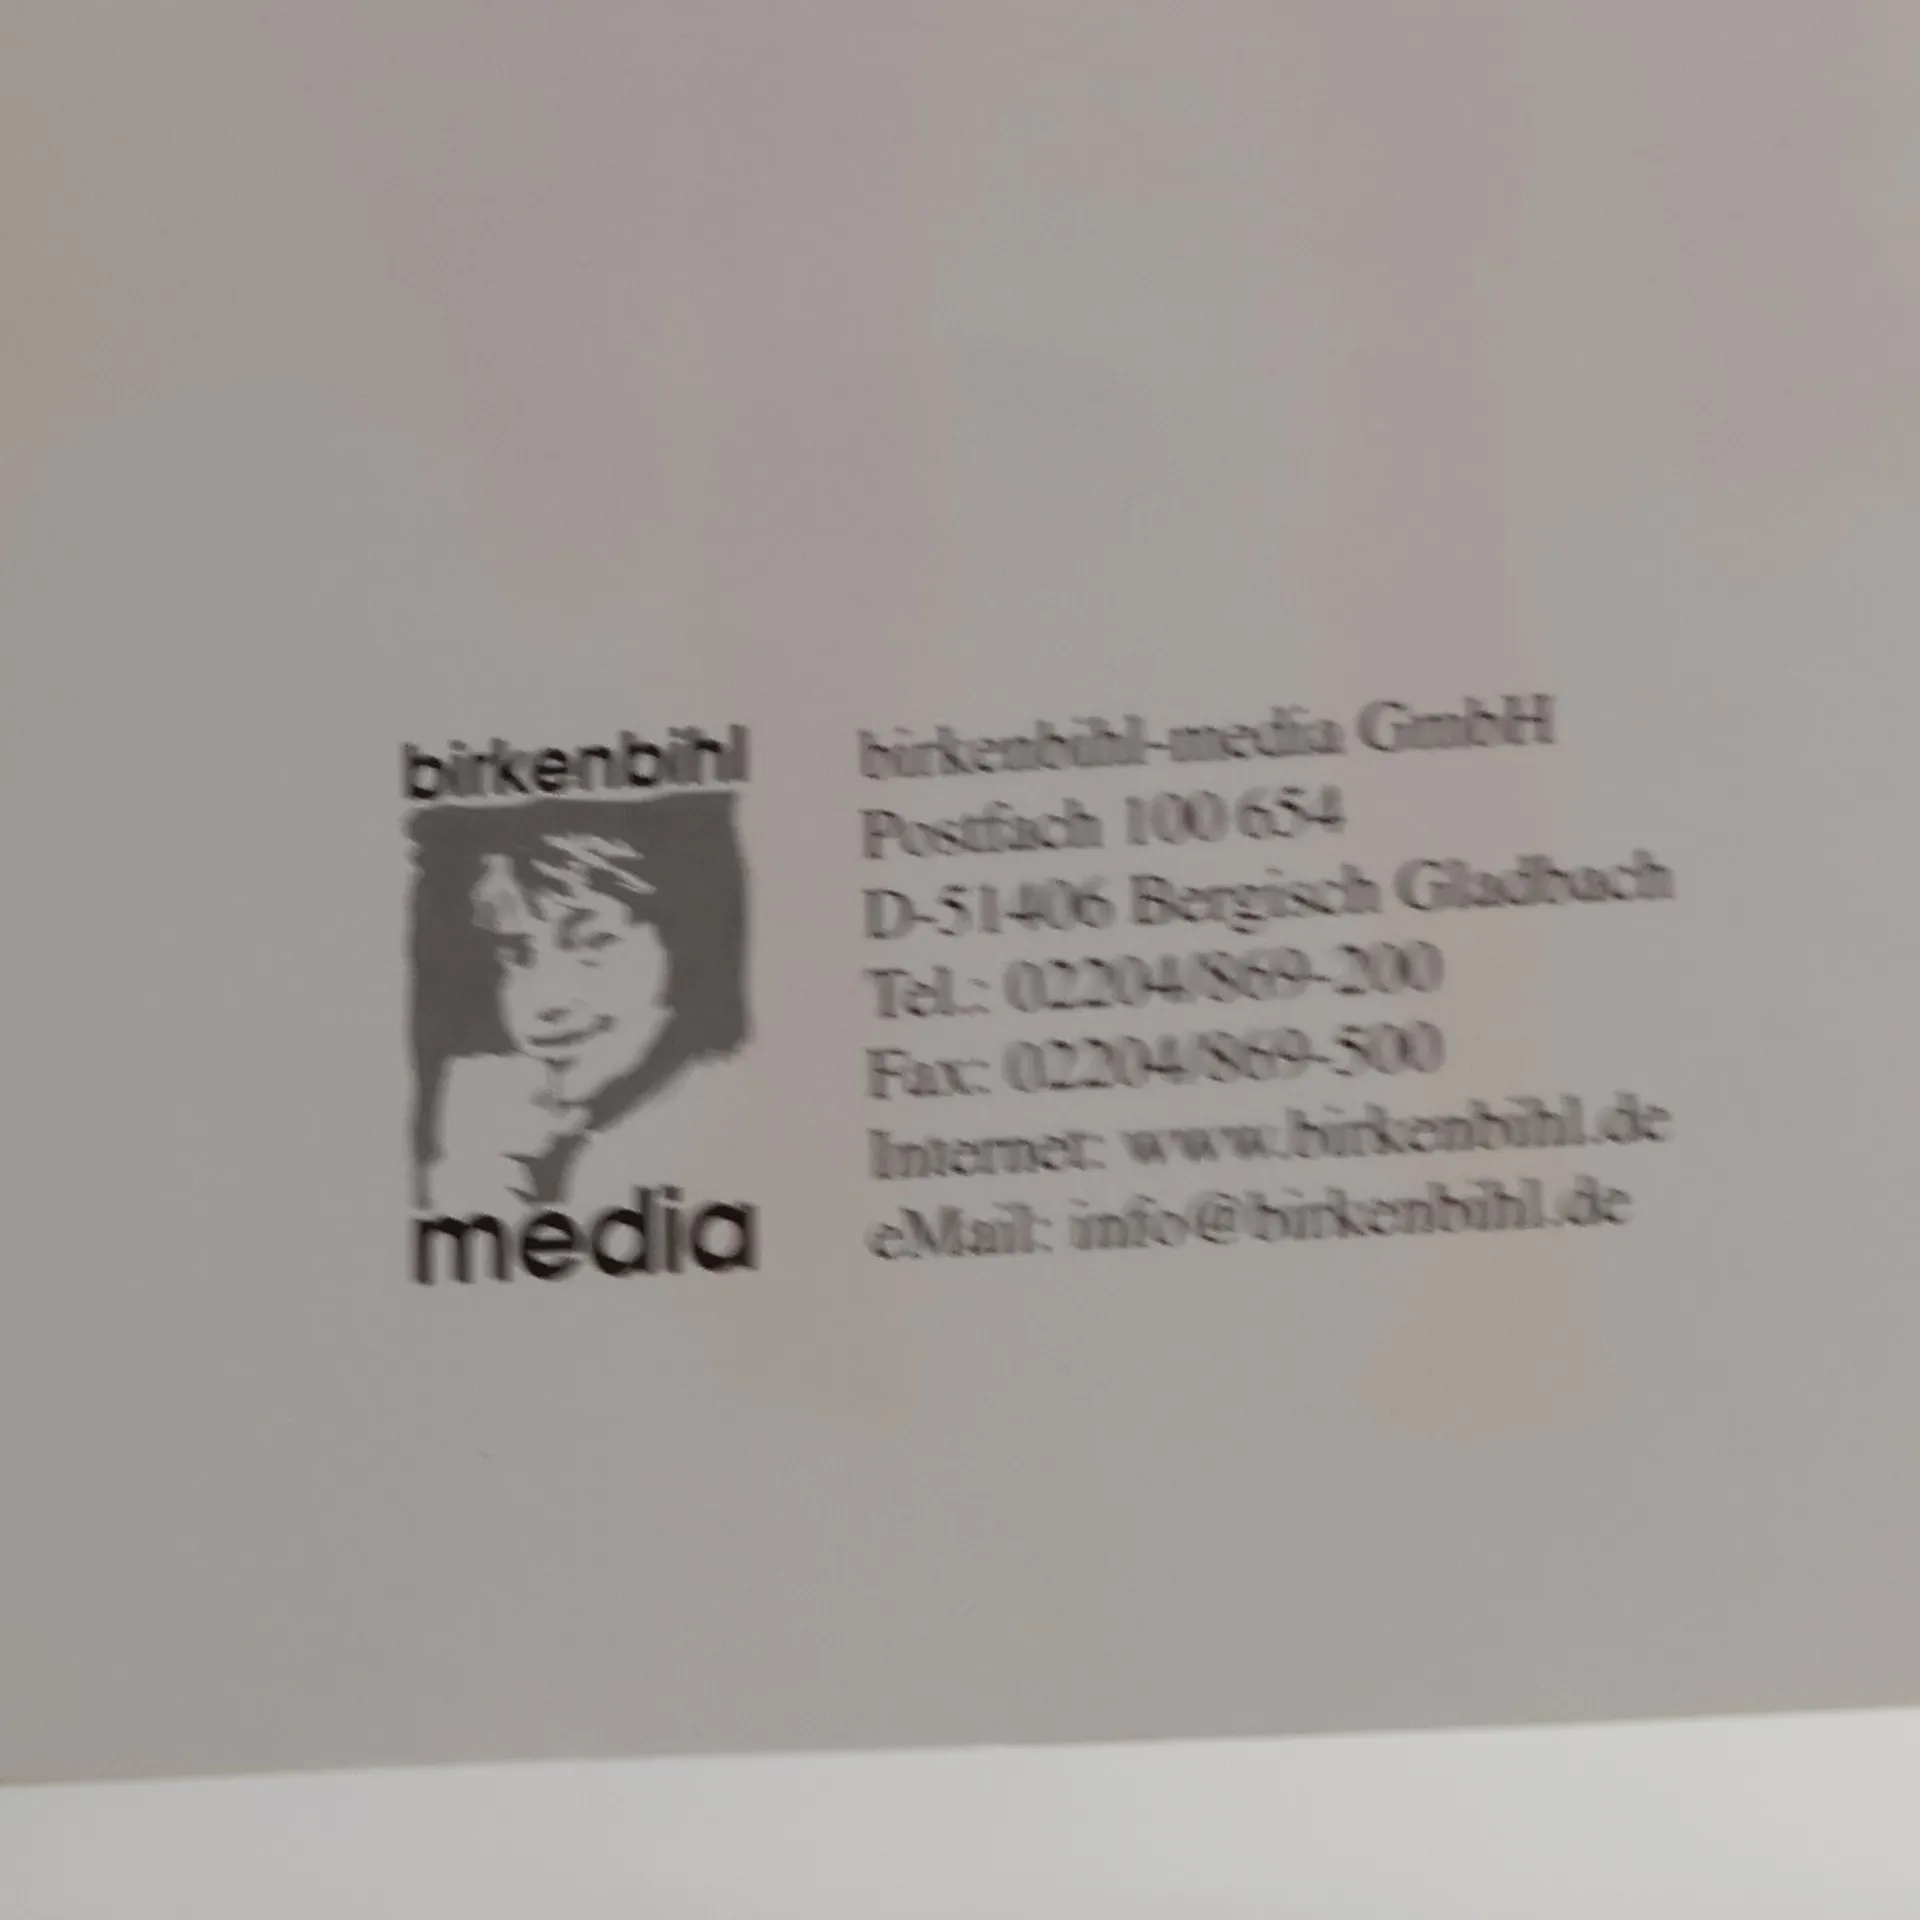 birkenbihl
media
birkenbihl-media GmbH
Postfach 100 654
D-51406 Bergisch Gladbach
Tel.: 02204/869-200
Fax: 02204/869-500
Internet: www.birkenbihl.de
eMail: info@birkenbihl.de